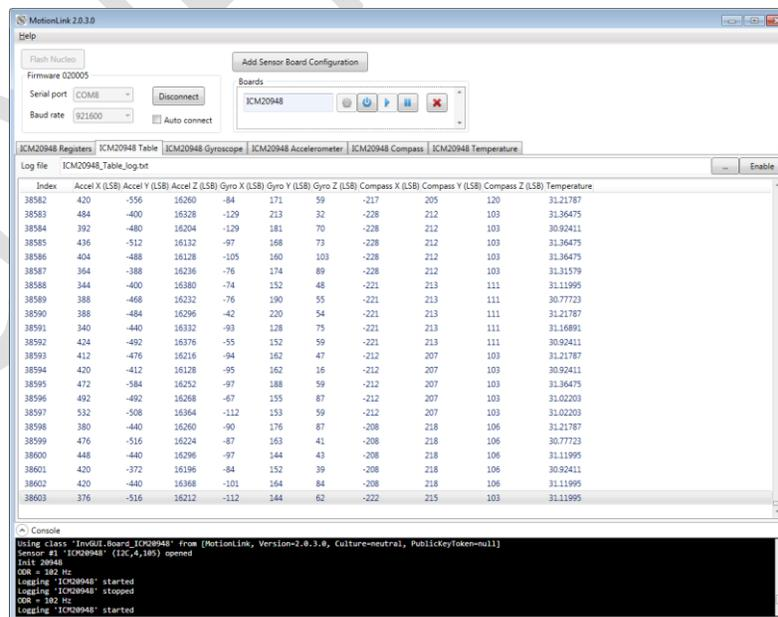 MotionLink 2.0.3.0
Help
Flash Nucleo
Add Sensor Board Configuration
Firmware 020005
Boards
Serial port COM8 Disconnect
ICM20948
Baud rate 921600 Auto connect
ICM20948 Registers ICM20948 Table ICM20948 Gyroscope ICM20948 Accelerometer ICM20948 Compass ICM20948 Temperature
Log file ICM20948_Table_log.txt ... Enable
Index Accel X (LSB) Accel Y (LSB) Accel Z (LSB) Gyro X (LSB) Gyro Y (LSB) Gyro Z (LSB) Compass X (LSB) Compass Y (LSB) Compass Z (LSB) Temperature
38582 420 -556 16260 -84 171 59 -217 205 120 31.21787
38583 484 -400 16328 -129 213 32 -228 212 103 31.36475
38584 392 -480 16204 -129 181 70 -228 212 103 30.92411
38585 436 -512 16132 -97 168 73 -228 212 103 31.36475
38586 404 -488 16128 -105 160 103 -228 212 103 31.36475
38587 364 -388 16236 -76 174 89 -228 212 103 31.31579
38588 344 -400 16380 -74 152 48 -221 213 111 31.11995
38589 388 -468 16232 -76 190 55 -221 213 111 30.77723
38590 388 -484 16296 -42 220 54 -221 213 111 31.21787
38591 340 -440 16332 -93 128 75 -221 213 111 31.16891
38592 424 -492 16376 -55 152 59 -221 213 111 30.92411
38593 412 -476 16216 -94 162 47 -212 207 103 31.21787
38594 420 -412 16128 -95 162 16 -212 207 103 30.92411
38595 472 -584 16252 -97 188 59 -212 207 103 31.36475
38596 492 -492 16268 -67 155 87 -212 207 103 31.02203
38597 532 -508 16364 -112 153 59 -212 207 103 31.02203
38598 380 -440 16260 -90 176 87 -208 218 106 31.21787
38599 476 -516 16224 -87 163 41 -208 218 106 30.77723
38600 448 -440 16296 -97 144 43 -208 218 106 31.11995
38601 420 -372 16196 -84 152 39 -208 218 106 30.92411
38602 420 -440 16368 -101 164 84 -208 218 106 31.11995
38603 376 -516 16212 -112 144 62 -222 215 103 31.11995
Console
Using class 'InvGUI.Board_ICM20948' from [MotionLink, Version=2.0.3.0, Culture=neutral, PublicKeyToken=null]
Sensor #1 'ICM20948' (I2C,4,105) opened
Init 20948
ODR = 102 Hz
Logging 'ICM20948' started
Logging 'ICM20948' stopped
ODR = 102 Hz
Logging 'ICM20948' started